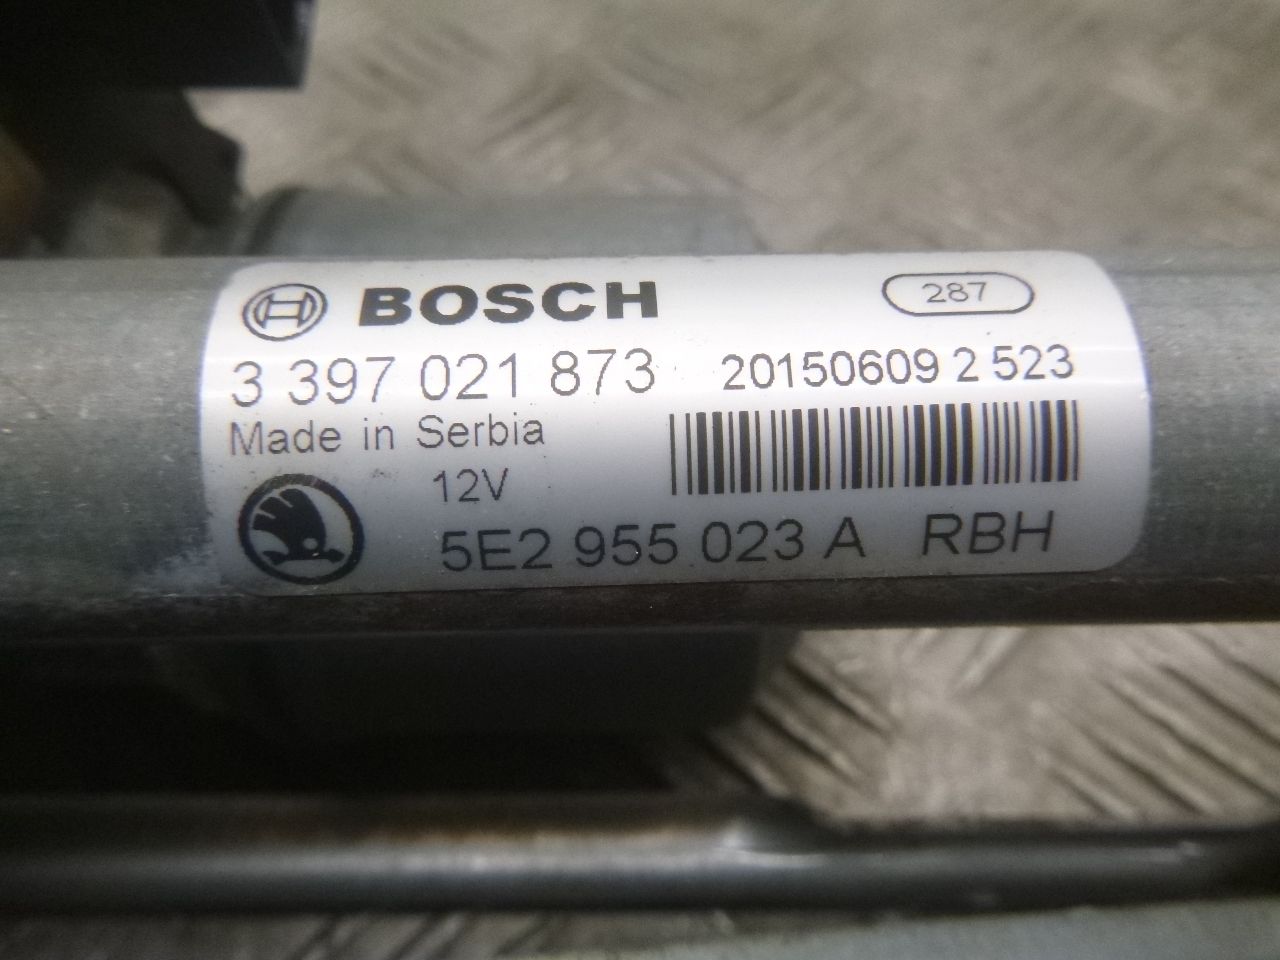 BOSCH 287
3 397 021 873 20150609 2 523
Made in Serbia
12V
5E2 955 023 A RBH